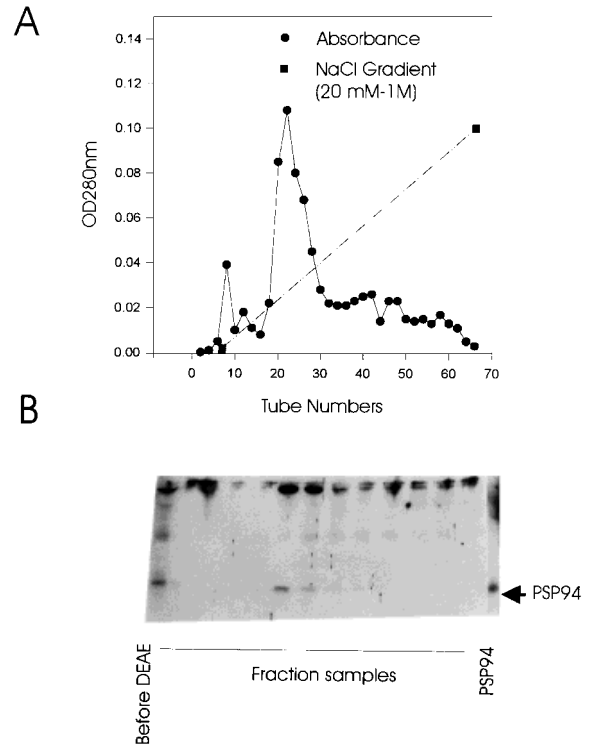 A
0.14
0.12
0.10
0.08
0.06
0.04
0.02
0.00
OD280nm
Absorbance
NaCl Gradient
(20 mM-1M)
0 10 20 30 40 50 60 70
Tube Numbers
B
PSP94
Before DEAE
Fraction samples
PSP94